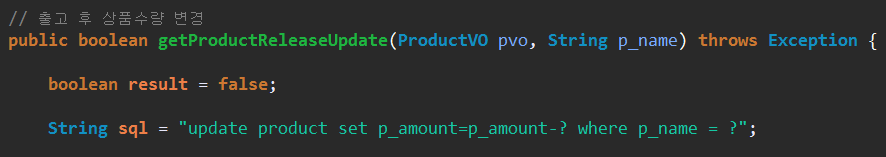 // 출고 후 상품수량 변경
public boolean getProductReleaseUpdate(ProductVO pvo, String p_name) throws Exception {
boolean result = false;
String sql = "update product set p_amount=p_amount-? where p_name = ?";